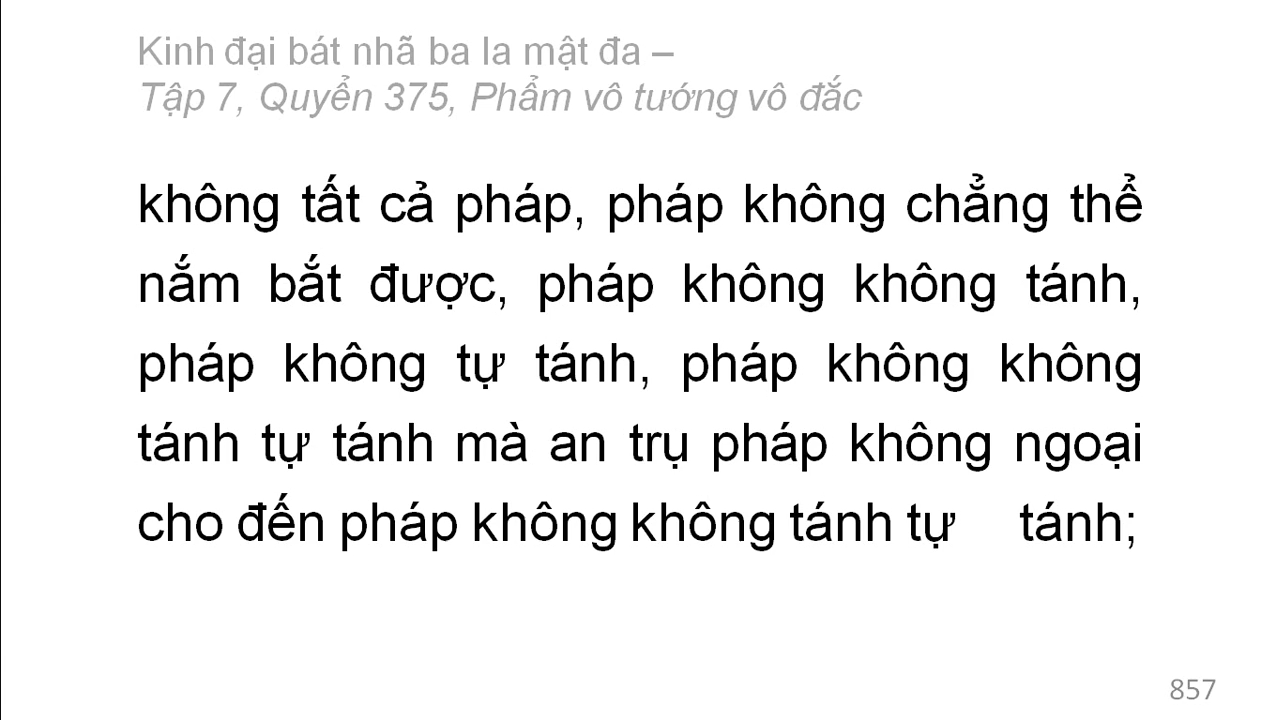 Kinh đại bát nhã ba la mật đa –
Tập 7, Quyển 375, Phẩm vô tướng vô đắc
không tất cả pháp, pháp không chẳng thể
nắm bắt được, pháp không không tánh,
pháp không tự tánh, pháp không không
tánh tự tánh mà an trụ pháp không ngoại
cho đến pháp không không tánh tự tánh;
857